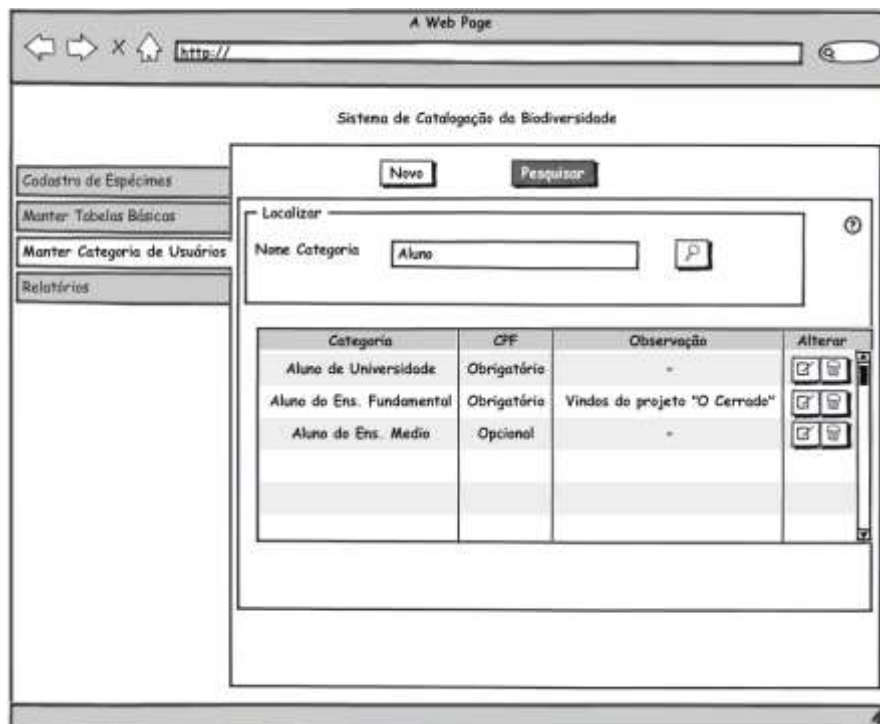 A Web Page
http://
Sistema de Catalogação da Biodiversidade
Cadastro de Espécimes
Manter Tabelas Básicas
Manter Categoria de Usuários
Relatórios
Novo
Pesquisar
Localizar
Nome Categoria
Aluno
?
Categoria CPF Observação Alterar
Aluno de Universidade Obrigatório -
Aluno do Ens. Fundamental Obrigatório Vindos do projeto "O Cerrado"
Aluno do Ens. Medio Opcional -